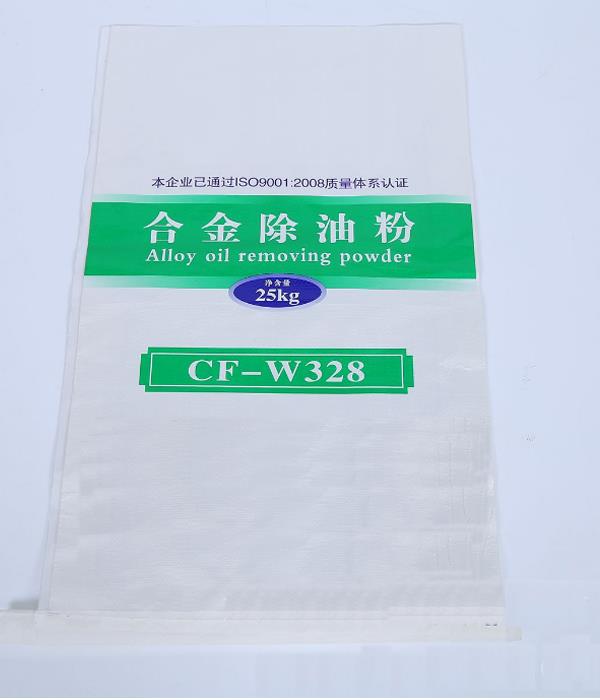 本企业已通过ISO9001:2008质量体系认证
合金除油粉
Alloy oil removing powder
净含量
25kg
CF-W328